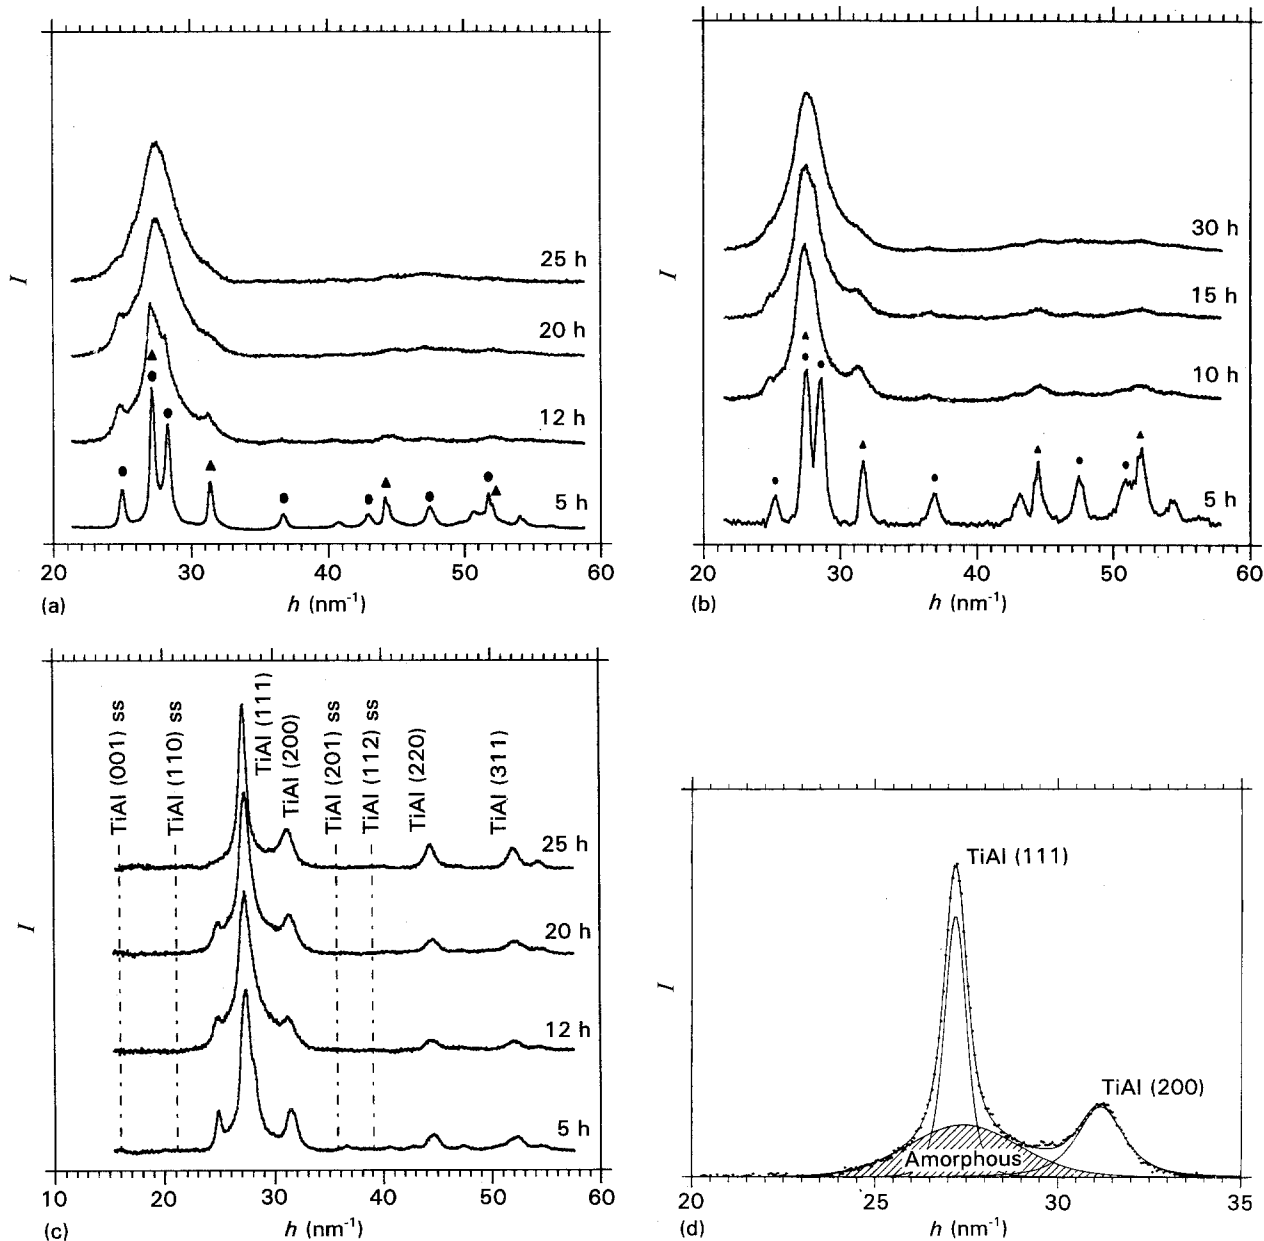 I
25 h
20 h
12 h
5 h
20 30 40 50 60
(a) h (nm-1)
I
30 h
15 h
10 h
5 h
20 30 40 50 60
(b) h (nm-1)
I
TiAl (001) ss
TiAl (110) ss
TiAl (111)
TiAl (200)
TiAl (201) ss
TiAl (112) ss
TiAl (220)
TiAl (311)
25 h
20 h
12 h
5 h
10 20 30 40 50 60
(c) h (nm-1)
I
TiAl (111)
TiAl (200)
Amorphous
20 25 30 35
(d) h (nm-1)